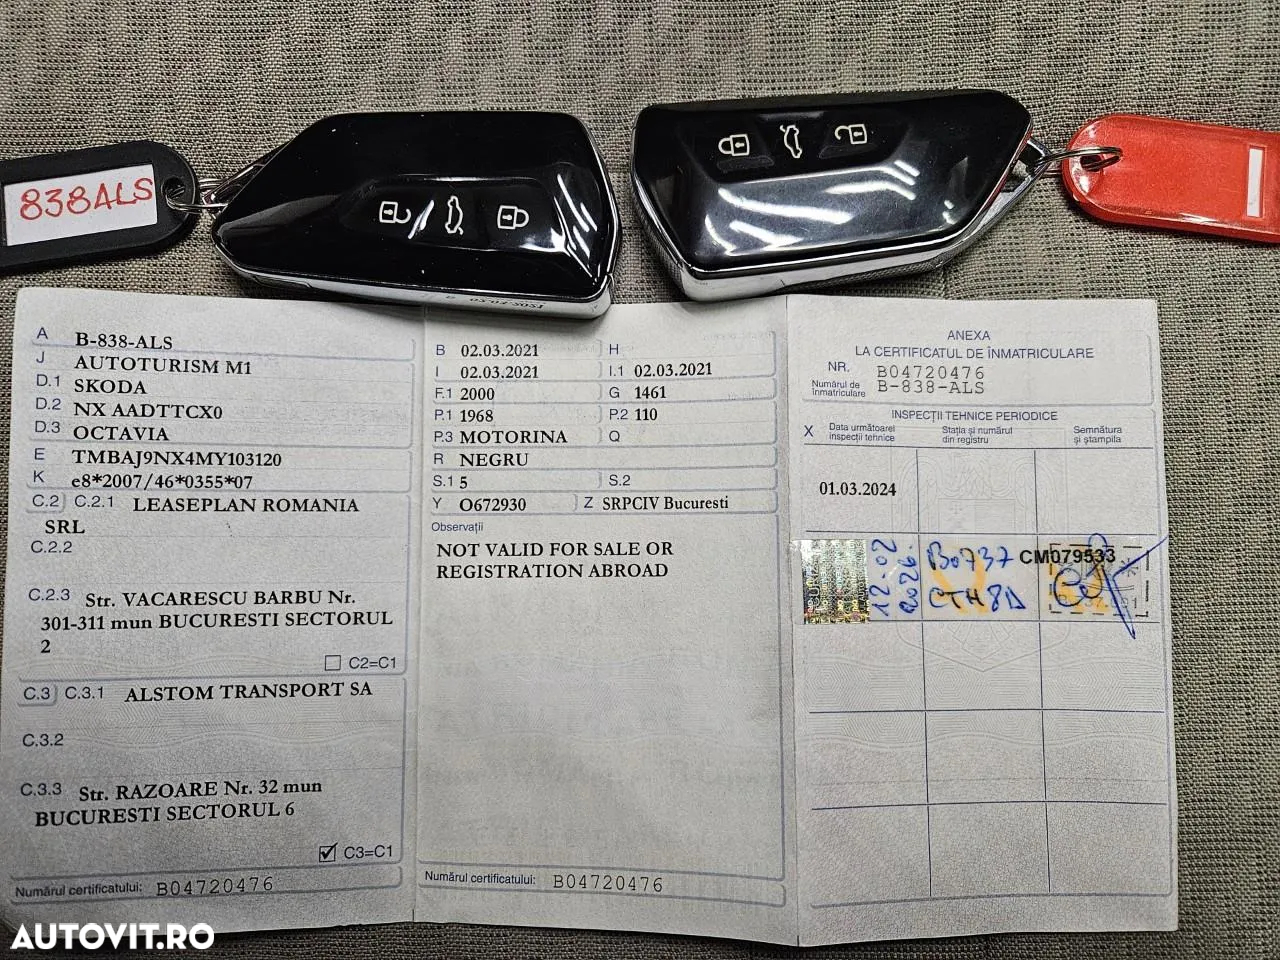 838ALS
02-02-2021
A B-838-ALS
J AUTOTURISM M1
D.1 SKODA
D.2 NX AADTTCX0
D.3 OCTAVIA
E TMBAJ9NX4MY103120
K e8*2007/46*0355*07
C.2 C.2.1 LEASEPLAN ROMANIA
SRL
C.2.2
C.2.3 Str. VACARESCU BARBU Nr.
301-311 mun BUCURESTI SECTORUL
2
C2=C1
C.3 C.3.1 ALSTOM TRANSPORT SA
C.3.2
C.3.3 Str. RAZOARE Nr. 32 mun
BUCURESTI SECTORUL 6
C3=C1
Numărul certificatului: B04720476
B 02.03.2021 H
I 02.03.2021 I.1 02.03.2021
F.1 2000 G 1461
P.1 1968 P.2 110
P.3 MOTORINA Q
R NEGRU
S.1 5 S.2
Y O672930 Z SRPCIV Bucuresti
Observații
NOT VALID FOR SALE OR
REGISTRATION ABROAD
Numărul certificatului: B04720476
ANEXA
LA CERTIFICATUL DE ÎNMATRICULARE
NR. B04720476
Numărul de înmatriculare B-838-ALS
INSPECȚII TEHNICE PERIODICE
X Data următoarei inspecții tehnice Stația și numărul din registru Semnătura și ștampila
01.03.2024
12.02 2026. B0737 CM079533
CTH8D
AUTOVIT.RO